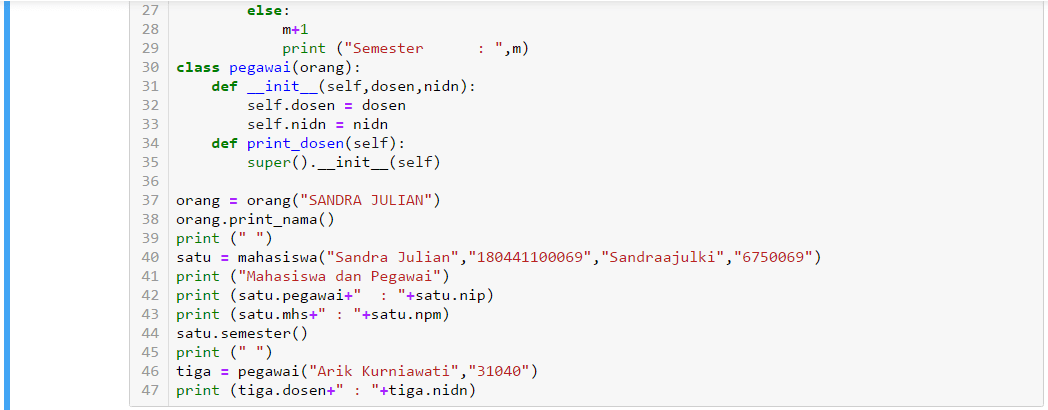 27         else:
28             m+1
29             print ("Semester      : ",m)
30 class pegawai(orang):
31     def __init__(self,dosen,nidn):
32         self.dosen = dosen
33         self.nidn = nidn
34     def print_dosen(self):
35         super().__init__(self)
36
37 orang = orang("SANDRA JULIAN")
38 orang.print_nama()
39 print (" ")
40 satu = mahasiswa("Sandra Julian","180441100069","Sandraajulki","6750069")
41 print ("Mahasiswa dan Pegawai")
42 print (satu.pegawai+"  : "+satu.nip)
43 print (satu.mhs+" : "+satu.npm)
44 satu.semester()
45 print (" ")
46 tiga = pegawai("Arik Kurniawati","31040")
47 print (tiga.dosen+" : "+tiga.nidn)